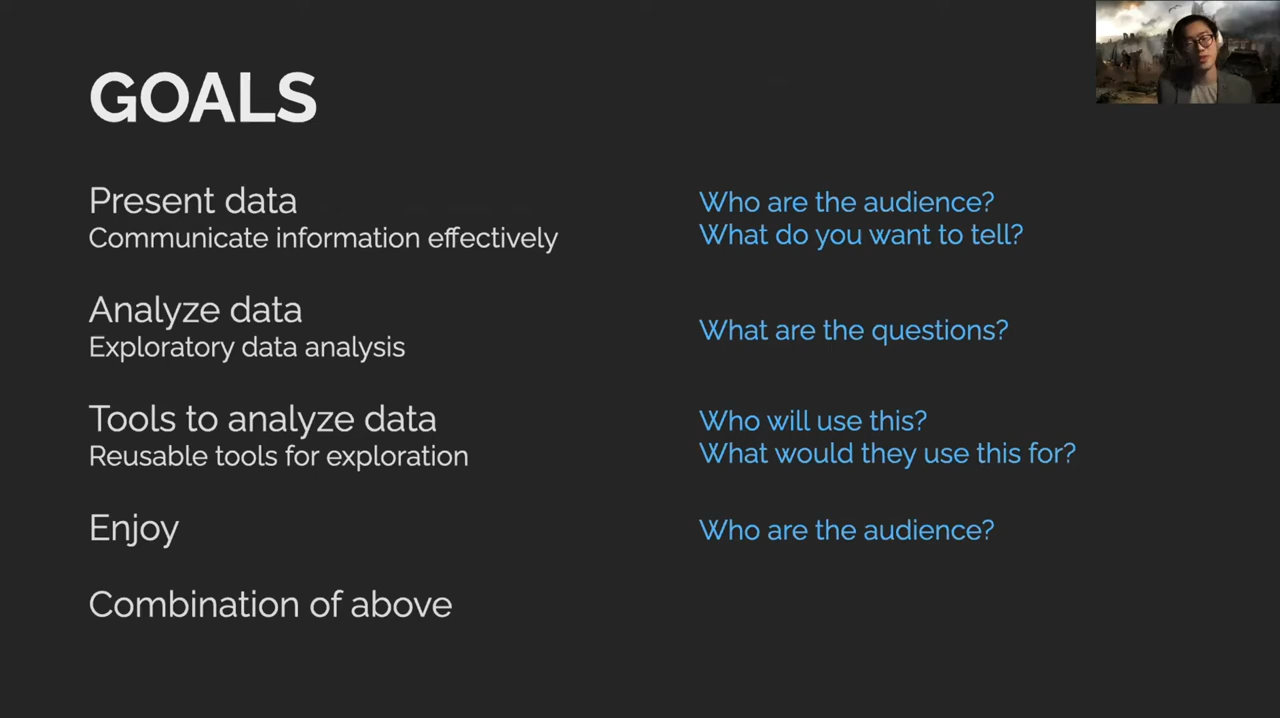 GOALS
Present data
Communicate information effectively
Who are the audience?
What do you want to tell?
Analyze data
Exploratory data analysis
What are the questions?
Tools to analyze data
Reusable tools for exploration
Who will use this?
What would they use this for?
Enjoy
Who are the audience?
Combination of above